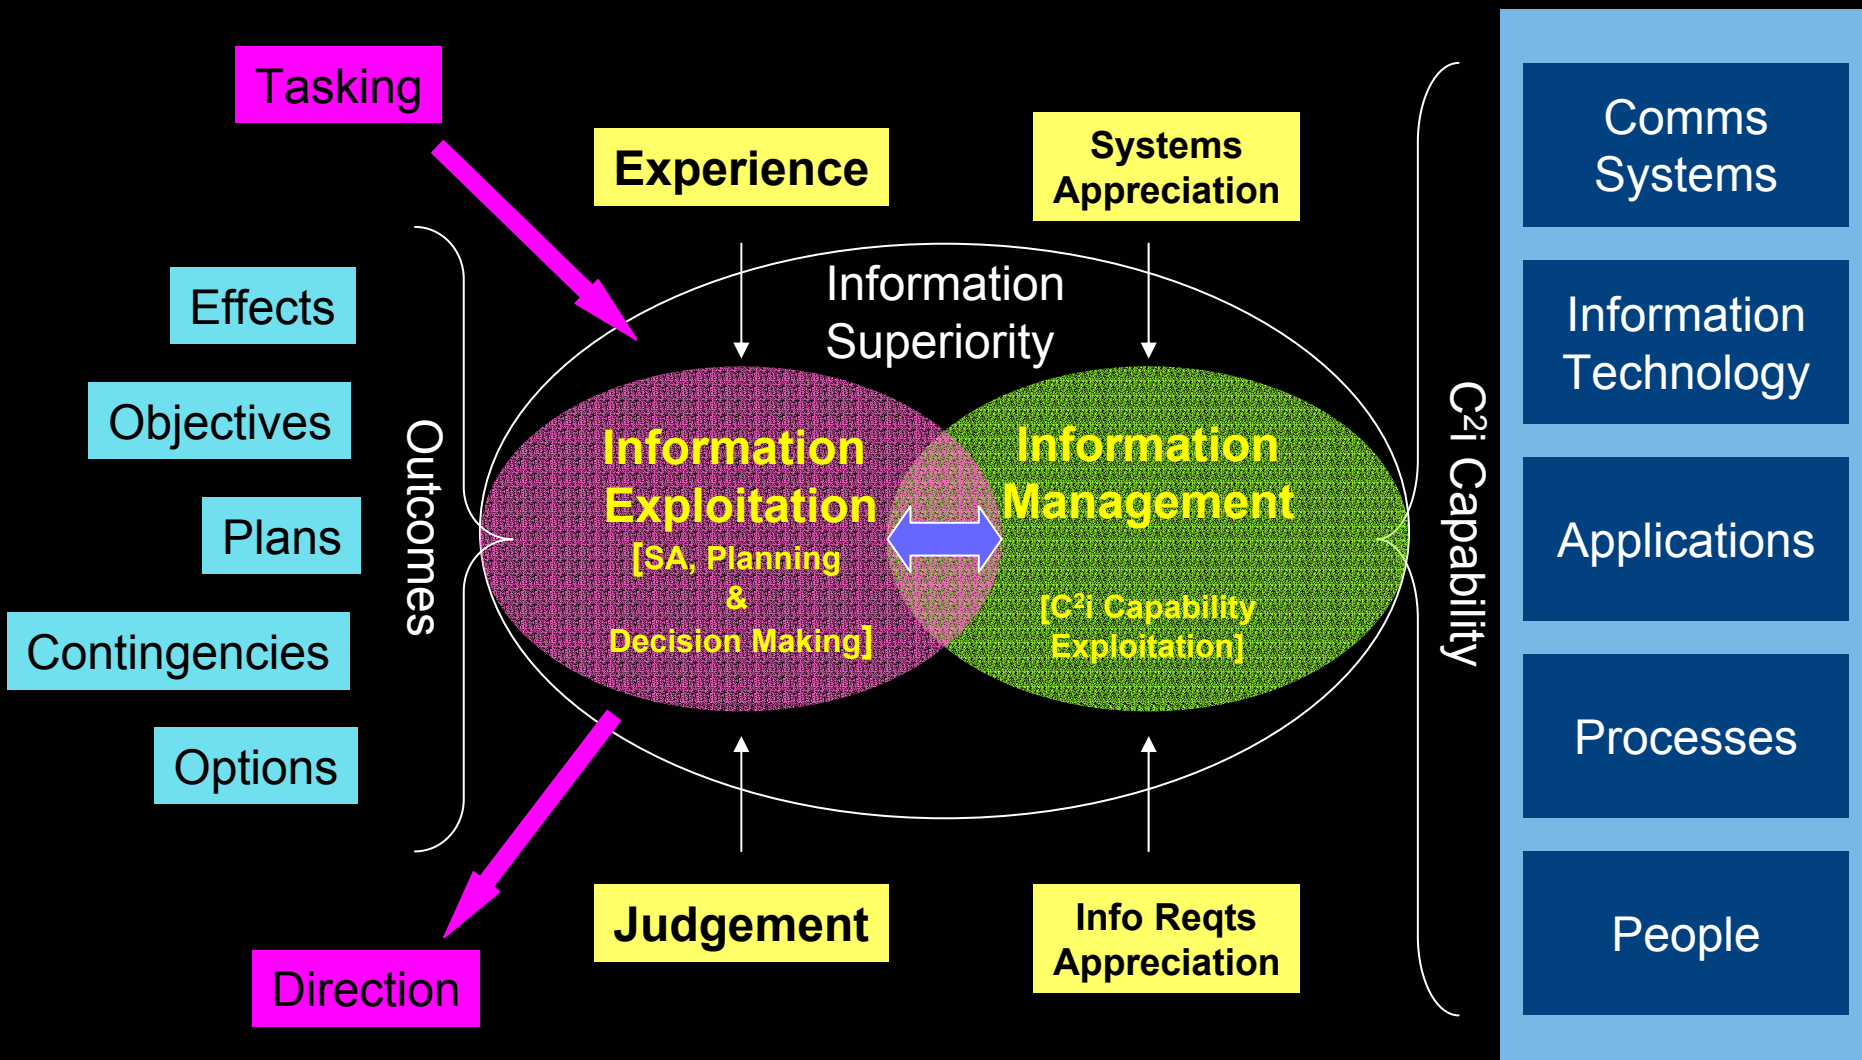 Tasking
Experience
Systems
Appreciation
Effects
Objectives
Plans
Contingencies
Options
Outcomes
Information
Superiority
Information
Exploitation
[SA, Planning
&
Decision Making]
Information
Management
[C²i Capability
Exploitation]
Direction
Judgement
Info Reqts
Appreciation
C²i Capability
Comms
Systems
Information
Technology
Applications
Processes
People